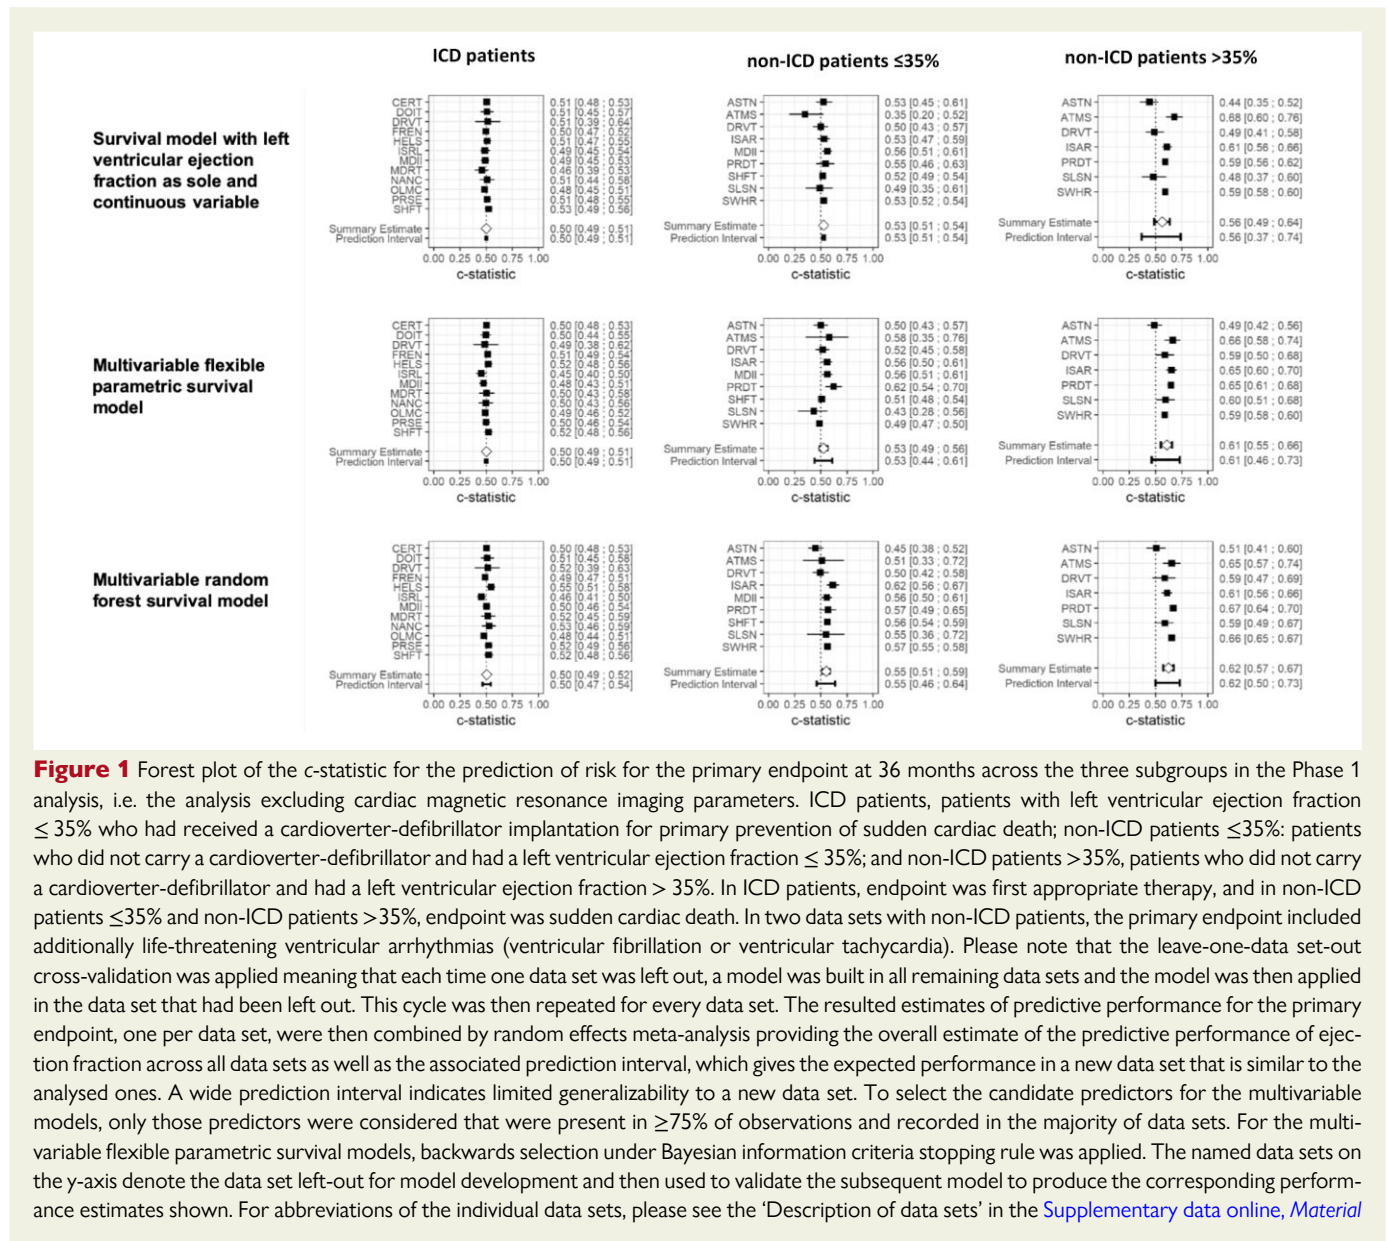 ICD patients
non-ICD patients ≤35%
non-ICD patients >35%
Survival model with left
ventricular ejection
fraction as sole and
continuous variable
CERT 0.51 [0.48 ; 0.53]
DOIT 0.51 [0.45 ; 0.57]
DRVT 0.51 [0.39 ; 0.64]
FREN 0.50 [0.47 ; 0.52]
HELS 0.51 [0.47 ; 0.55]
ISRL 0.49 [0.45 ; 0.54]
MDII 0.49 [0.45 ; 0.53]
MDRT 0.46 [0.39 ; 0.53]
NANC 0.51 [0.44 ; 0.58]
OLMC 0.48 [0.45 ; 0.51]
PRSE 0.51 [0.48 ; 0.55]
SHFT 0.53 [0.49 ; 0.56]
Summary Estimate 0.50 [0.49 ; 0.51]
Prediction Interval 0.50 [0.49 ; 0.51]
0.00 0.25 0.50 0.75 1.00
c-statistic
ASTN 0.53 [0.45 ; 0.61]
ATMS 0.35 [0.20 ; 0.52]
DRVT 0.50 [0.43 ; 0.57]
ISAR 0.53 [0.47 ; 0.59]
MDII 0.56 [0.51 ; 0.61]
PRDT 0.55 [0.46 ; 0.63]
SHFT 0.52 [0.49 ; 0.54]
SLSN 0.49 [0.35 ; 0.61]
SWHR 0.53 [0.52 ; 0.54]
Summary Estimate 0.53 [0.51 ; 0.54]
Prediction Interval 0.53 [0.51 ; 0.54]
0.00 0.25 0.50 0.75 1.00
c-statistic
ASTN 0.44 [0.35 ; 0.52]
ATMS 0.68 [0.60 ; 0.76]
DRVT 0.49 [0.41 ; 0.58]
ISAR 0.61 [0.56 ; 0.66]
PRDT 0.59 [0.56 ; 0.62]
SLSN 0.48 [0.37 ; 0.60]
SWHR 0.59 [0.58 ; 0.60]
Summary Estimate 0.56 [0.49 ; 0.64]
Prediction Interval 0.56 [0.37 ; 0.74]
0.00 0.25 0.50 0.75 1.00
c-statistic
Multivariable flexible
parametric survival
model
CERT 0.50 [0.48 ; 0.53]
DOIT 0.50 [0.44 ; 0.55]
DRVT 0.49 [0.38 ; 0.62]
FREN 0.51 [0.49 ; 0.54]
HELS 0.52 [0.48 ; 0.56]
ISRL 0.45 [0.40 ; 0.50]
MDII 0.48 [0.43 ; 0.51]
MDRT 0.50 [0.43 ; 0.58]
NANC 0.50 [0.43 ; 0.56]
OLMC 0.49 [0.46 ; 0.52]
PRSE 0.50 [0.46 ; 0.54]
SHFT 0.52 [0.48 ; 0.56]
Summary Estimate 0.50 [0.49 ; 0.51]
Prediction Interval 0.50 [0.49 ; 0.51]
0.00 0.25 0.50 0.75 1.00
c-statistic
ASTN 0.50 [0.43 ; 0.57]
ATMS 0.58 [0.35 ; 0.76]
DRVT 0.52 [0.45 ; 0.58]
ISAR 0.56 [0.50 ; 0.61]
MDII 0.56 [0.51 ; 0.61]
PRDT 0.62 [0.54 ; 0.70]
SHFT 0.51 [0.48 ; 0.54]
SLSN 0.43 [0.28 ; 0.56]
SWHR 0.49 [0.47 ; 0.50]
Summary Estimate 0.53 [0.49 ; 0.56]
Prediction Interval 0.53 [0.44 ; 0.61]
0.00 0.25 0.50 0.75 1.00
c-statistic
ASTN 0.49 [0.42 ; 0.56]
ATMS 0.66 [0.58 ; 0.74]
DRVT 0.59 [0.50 ; 0.68]
ISAR 0.65 [0.60 ; 0.70]
PRDT 0.65 [0.61 ; 0.68]
SLSN 0.60 [0.51 ; 0.68]
SWHR 0.59 [0.58 ; 0.60]
Summary Estimate 0.61 [0.55 ; 0.66]
Prediction Interval 0.61 [0.46 ; 0.73]
0.00 0.25 0.50 0.75 1.00
c-statistic
Multivariable random
forest survival model
CERT 0.50 [0.48 ; 0.53]
DOIT 0.51 [0.45 ; 0.58]
DRVT 0.52 [0.39 ; 0.63]
FREN 0.49 [0.47 ; 0.51]
HELS 0.55 [0.51 ; 0.58]
ISRL 0.46 [0.41 ; 0.50]
MDII 0.50 [0.46 ; 0.54]
MDRT 0.52 [0.45 ; 0.59]
NANC 0.53 [0.46 ; 0.59]
OLMC 0.48 [0.44 ; 0.51]
PRSE 0.52 [0.49 ; 0.56]
SHFT 0.52 [0.48 ; 0.56]
Summary Estimate 0.50 [0.49 ; 0.52]
Prediction Interval 0.50 [0.47 ; 0.54]
0.00 0.25 0.50 0.75 1.00
c-statistic
ASTN 0.45 [0.38 ; 0.52]
ATMS 0.51 [0.33 ; 0.72]
DRVT 0.50 [0.42 ; 0.58]
ISAR 0.62 [0.56 ; 0.67]
MDII 0.56 [0.50 ; 0.61]
PRDT 0.57 [0.49 ; 0.65]
SHFT 0.56 [0.54 ; 0.59]
SLSN 0.55 [0.36 ; 0.72]
SWHR 0.57 [0.55 ; 0.58]
Summary Estimate 0.55 [0.51 ; 0.59]
Prediction Interval 0.55 [0.46 ; 0.64]
0.00 0.25 0.50 0.75 1.00
c-statistic
ASTN 0.51 [0.41 ; 0.60]
ATMS 0.65 [0.57 ; 0.74]
DRVT 0.59 [0.47 ; 0.69]
ISAR 0.61 [0.56 ; 0.66]
PRDT 0.67 [0.64 ; 0.70]
SLSN 0.59 [0.49 ; 0.67]
SWHR 0.66 [0.65 ; 0.67]
Summary Estimate 0.62 [0.57 ; 0.67]
Prediction Interval 0.62 [0.50 ; 0.73]
0.00 0.25 0.50 0.75 1.00
c-statistic
Figure 1 Forest plot of the c-statistic for the prediction of risk for the primary endpoint at 36 months across the three subgroups in the Phase 1
analysis, i.e. the analysis excluding cardiac magnetic resonance imaging parameters. ICD patients, patients with left ventricular ejection fraction
≤ 35% who had received a cardioverter-defibrillator implantation for primary prevention of sudden cardiac death; non-ICD patients ≤35%: patients
who did not carry a cardioverter-defibrillator and had a left ventricular ejection fraction ≤ 35%; and non-ICD patients >35%, patients who did not carry
a cardioverter-defibrillator and had a left ventricular ejection fraction > 35%. In ICD patients, endpoint was first appropriate therapy, and in non-ICD
patients ≤35% and non-ICD patients >35%, endpoint was sudden cardiac death. In two data sets with non-ICD patients, the primary endpoint included
additionally life-threatening ventricular arrhythmias (ventricular fibrillation or ventricular tachycardia). Please note that the leave-one-data set-out
cross-validation was applied meaning that each time one data set was left out, a model was built in all remaining data sets and the model was then applied
in the data set that had been left out. This cycle was then repeated for every data set. The resulted estimates of predictive performance for the primary
endpoint, one per data set, were then combined by random effects meta-analysis providing the overall estimate of the predictive performance of ejec-
tion fraction across all data sets as well as the associated prediction interval, which gives the expected performance in a new data set that is similar to the
analysed ones. A wide prediction interval indicates limited generalizability to a new data set. To select the candidate predictors for the multivariable
models, only those predictors were considered that were present in ≥75% of observations and recorded in the majority of data sets. For the multi-
variable flexible parametric survival models, backwards selection under Bayesian information criteria stopping rule was applied. The named data sets on
the y-axis denote the data set left-out for model development and then used to validate the subsequent model to produce the corresponding perform-
ance estimates shown. For abbreviations of the individual data sets, please see the ‘Description of data sets’ in the Supplementary data online, Material